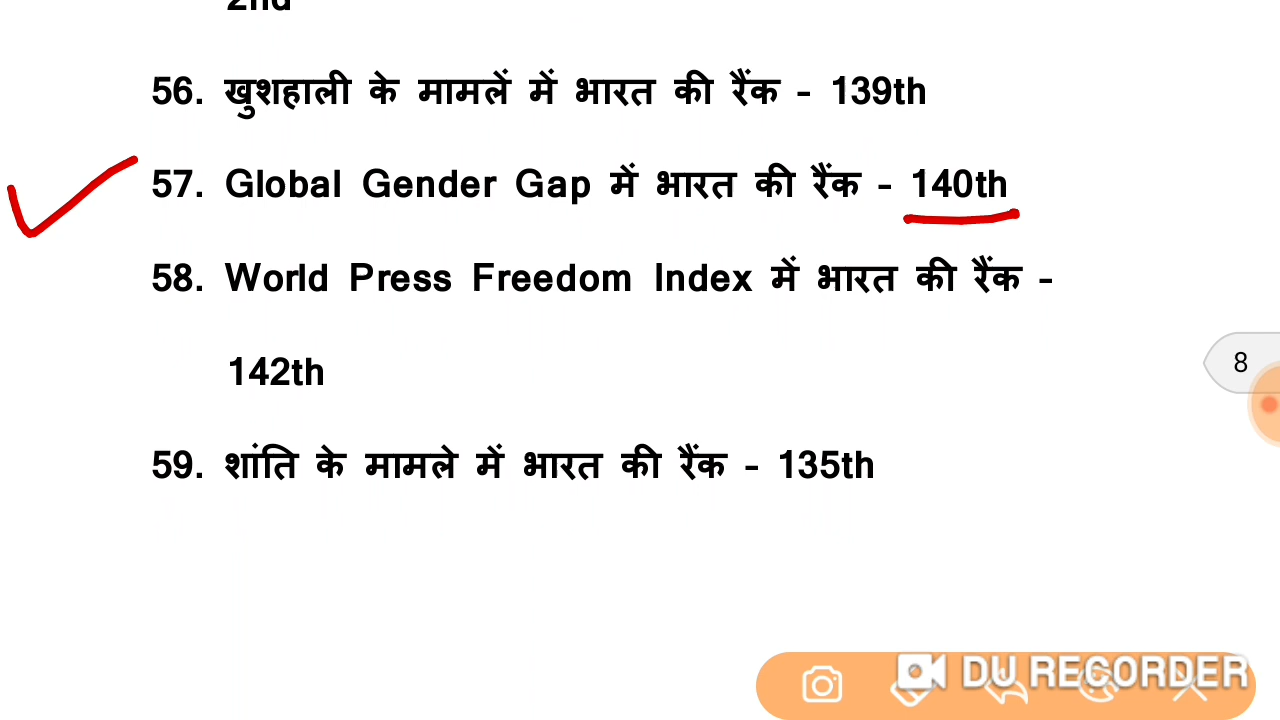 2nd
56. खुशहाली के मामलें में भारत की रैंक - 139th
57. Global Gender Gap में भारत की रैंक - 140th
58. World Press Freedom Index में भारत की रैंक -
142th
8
59. शांति के मामले में भारत की रैंक - 135th
DU RECORDER